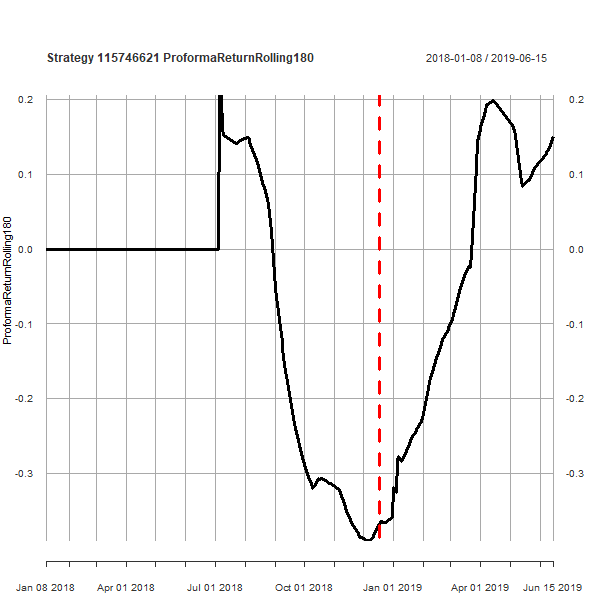 Strategy 115746621 ProformaReturnRolling180
2018-01-08 / 2019-06-15
0.2 0.2
0.1 0.1
0.0 0.0
-0.1 -0.1
-0.2 -0.2
-0.3 -0.3
ProformaReturnRolling180
Jan 08 2018 Apr 01 2018 Jul 01 2018 Oct 01 2018 Jan 01 2019 Apr 01 2019 Jun 15 2019